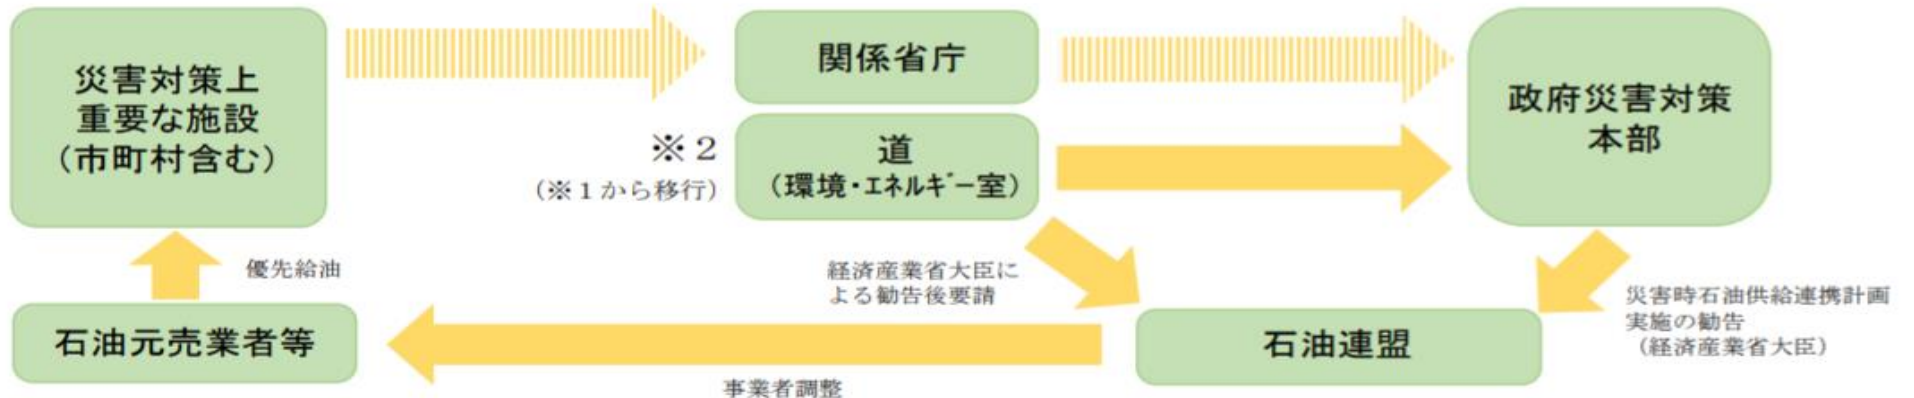 災害対策上
重要な施設
（市町村含む）
関係省庁
政府災害対策
本部
※２
（※１から移行）
道
（環境・ｴﾈﾙｷﾞｰ室）
優先給油
経済産業省大臣に
よる勧告後要請
災害時石油供給連携計画
実施の勧告
（経済産業省大臣）
石油元売業者等
石油連盟
事業者調整